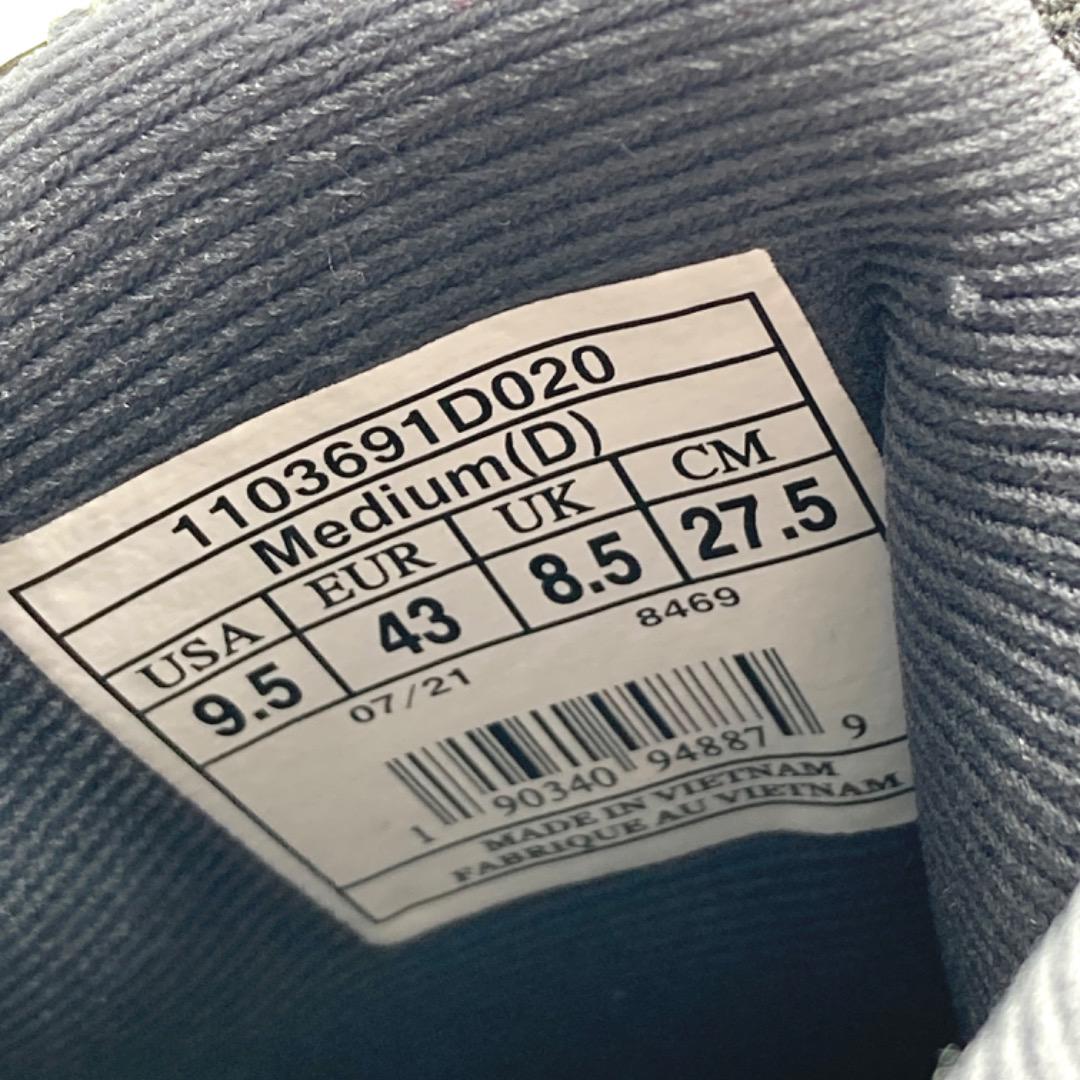 1103691D020
Medium(D)
USA EUR UK CM
9.5 43 8.5 27.5
07/21 8469
1 90340 94887 9
MADE IN VIETNAM
FABRIQUE AU VIETNAM